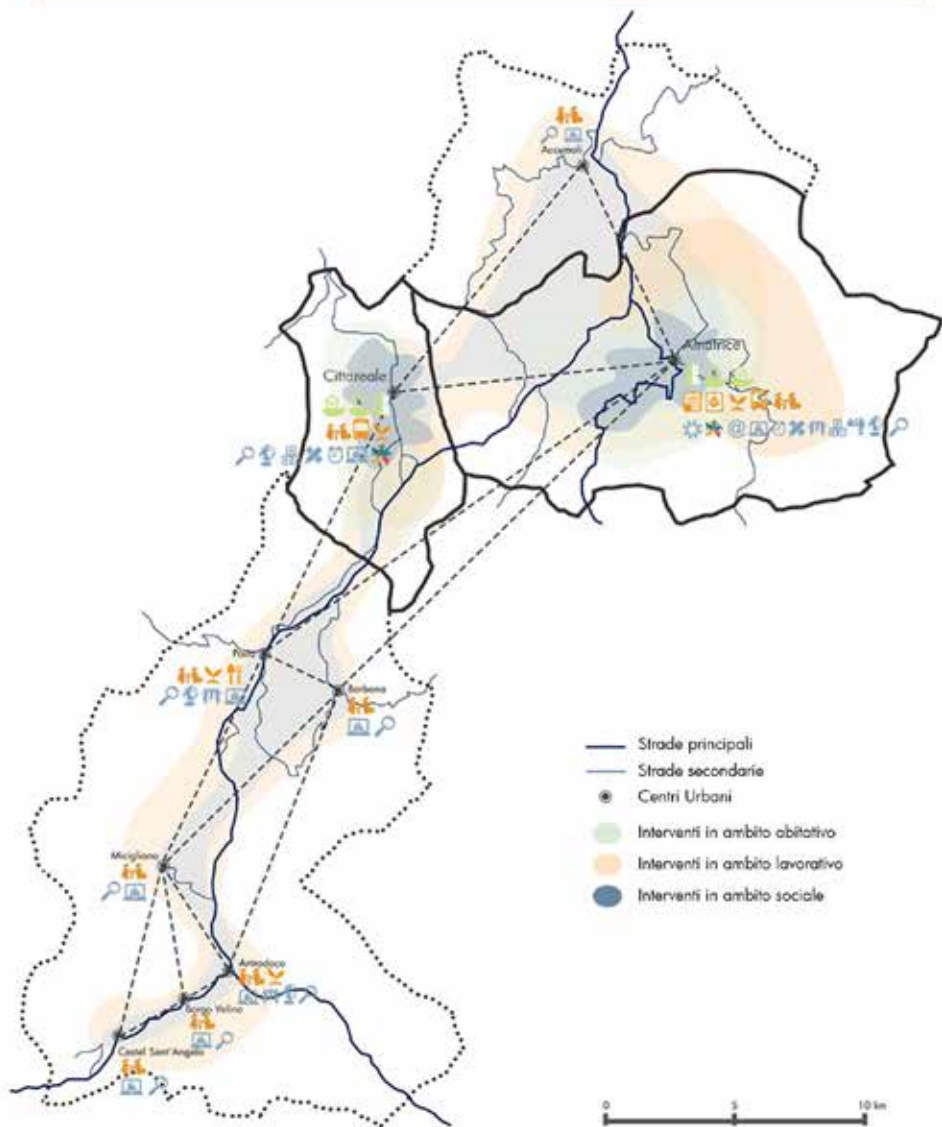 Accumoli
Amatrice
Cittareale
Posta
Borbona
Strade principali
Strade secondarie
Centri Urbani
Interventi in ambito abitativo
Interventi in ambito lavorativo
Interventi in ambito sociale
Micigliano
Antrodoco
Borgo Velino
Castel Sant'Angelo
0 5 10 km